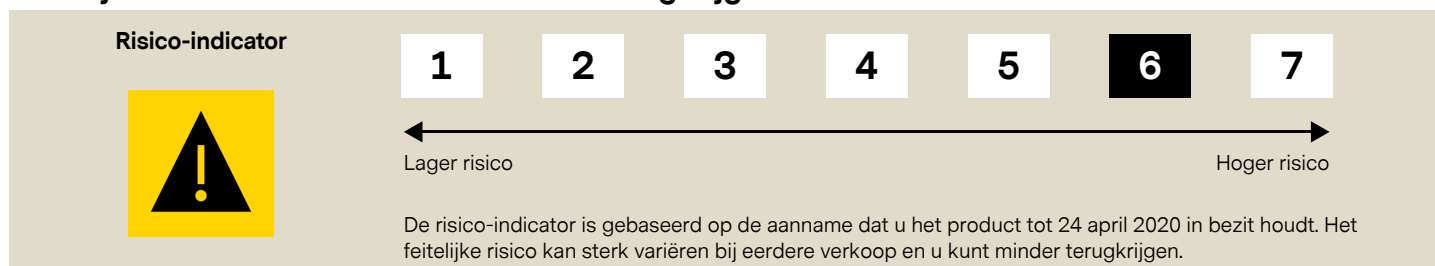 Risico-indicator
1 2 3 4 5 6 7
Lager risico Hoger risico
De risico-indicator is gebaseerd op de aanname dat u het product tot 24 april 2020 in bezit houdt. Het
feitelijke risico kan sterk variëren bij eerdere verkoop en u kunt minder terugkrijgen.